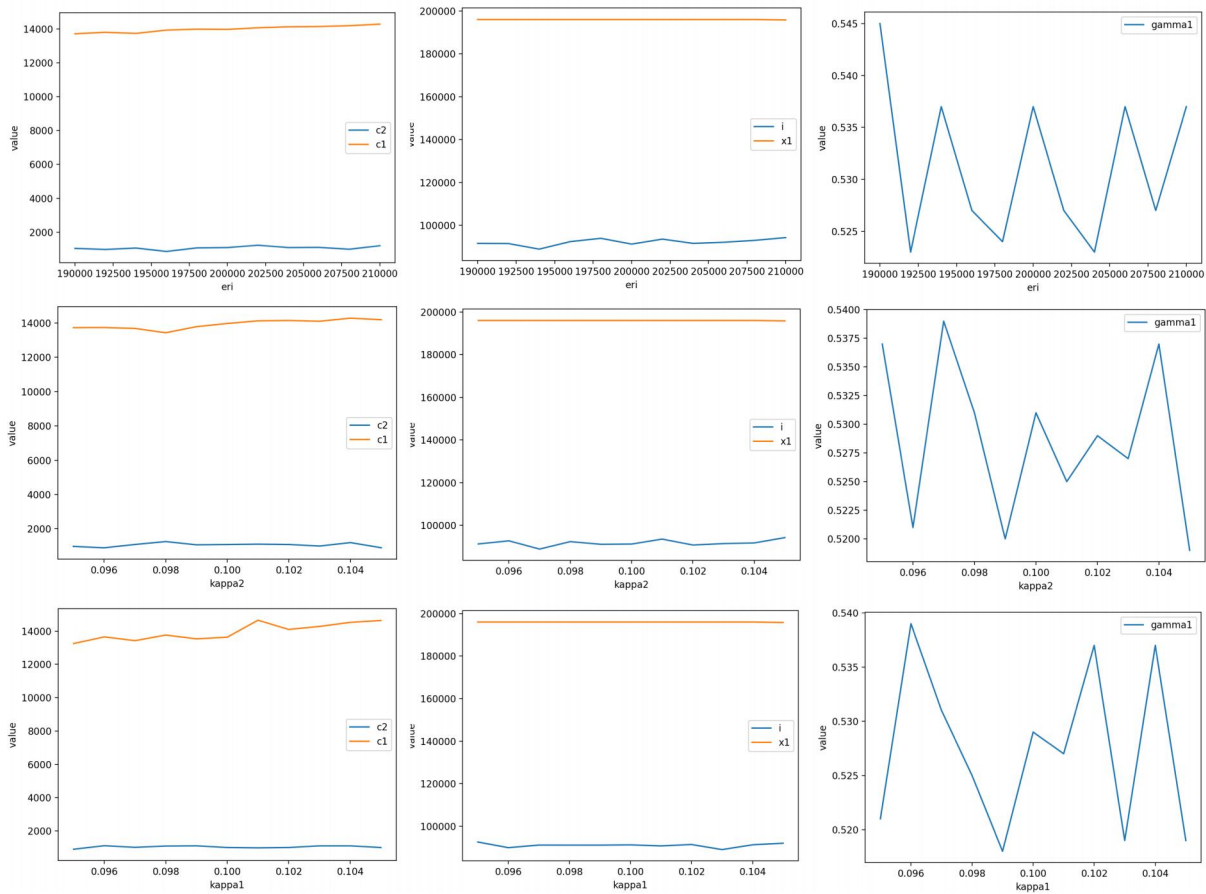 14000
12000
10000
8000
6000
4000
2000
value
c2
c1
190000 192500 195000 197500 200000 202500 205000 207500 210000
eri
200000
180000
160000
140000
120000
100000
value
i
x1
190000 192500 195000 197500 200000 202500 205000 207500 210000
eri
0.545
0.540
0.535
0.530
0.525
value
gamma1
190000 192500 195000 197500 200000 202500 205000 207500 210000
eri
14000
12000
10000
8000
6000
4000
2000
value
c2
c1
0.096 0.098 0.100 0.102 0.104
kappa2
200000
180000
160000
140000
120000
100000
value
i
x1
0.096 0.098 0.100 0.102 0.104
kappa2
0.5400
0.5375
0.5350
0.5325
0.5300
0.5275
0.5250
0.5225
0.5200
value
gamma1
0.096 0.098 0.100 0.102 0.104
kappa2
14000
12000
10000
8000
6000
4000
2000
value
c2
c1
0.096 0.098 0.100 0.102 0.104
kappa1
200000
180000
160000
140000
120000
100000
value
i
x1
0.096 0.098 0.100 0.102 0.104
kappa1
0.540
0.535
0.530
0.525
0.520
value
gamma1
0.096 0.098 0.100 0.102 0.104
kappa1